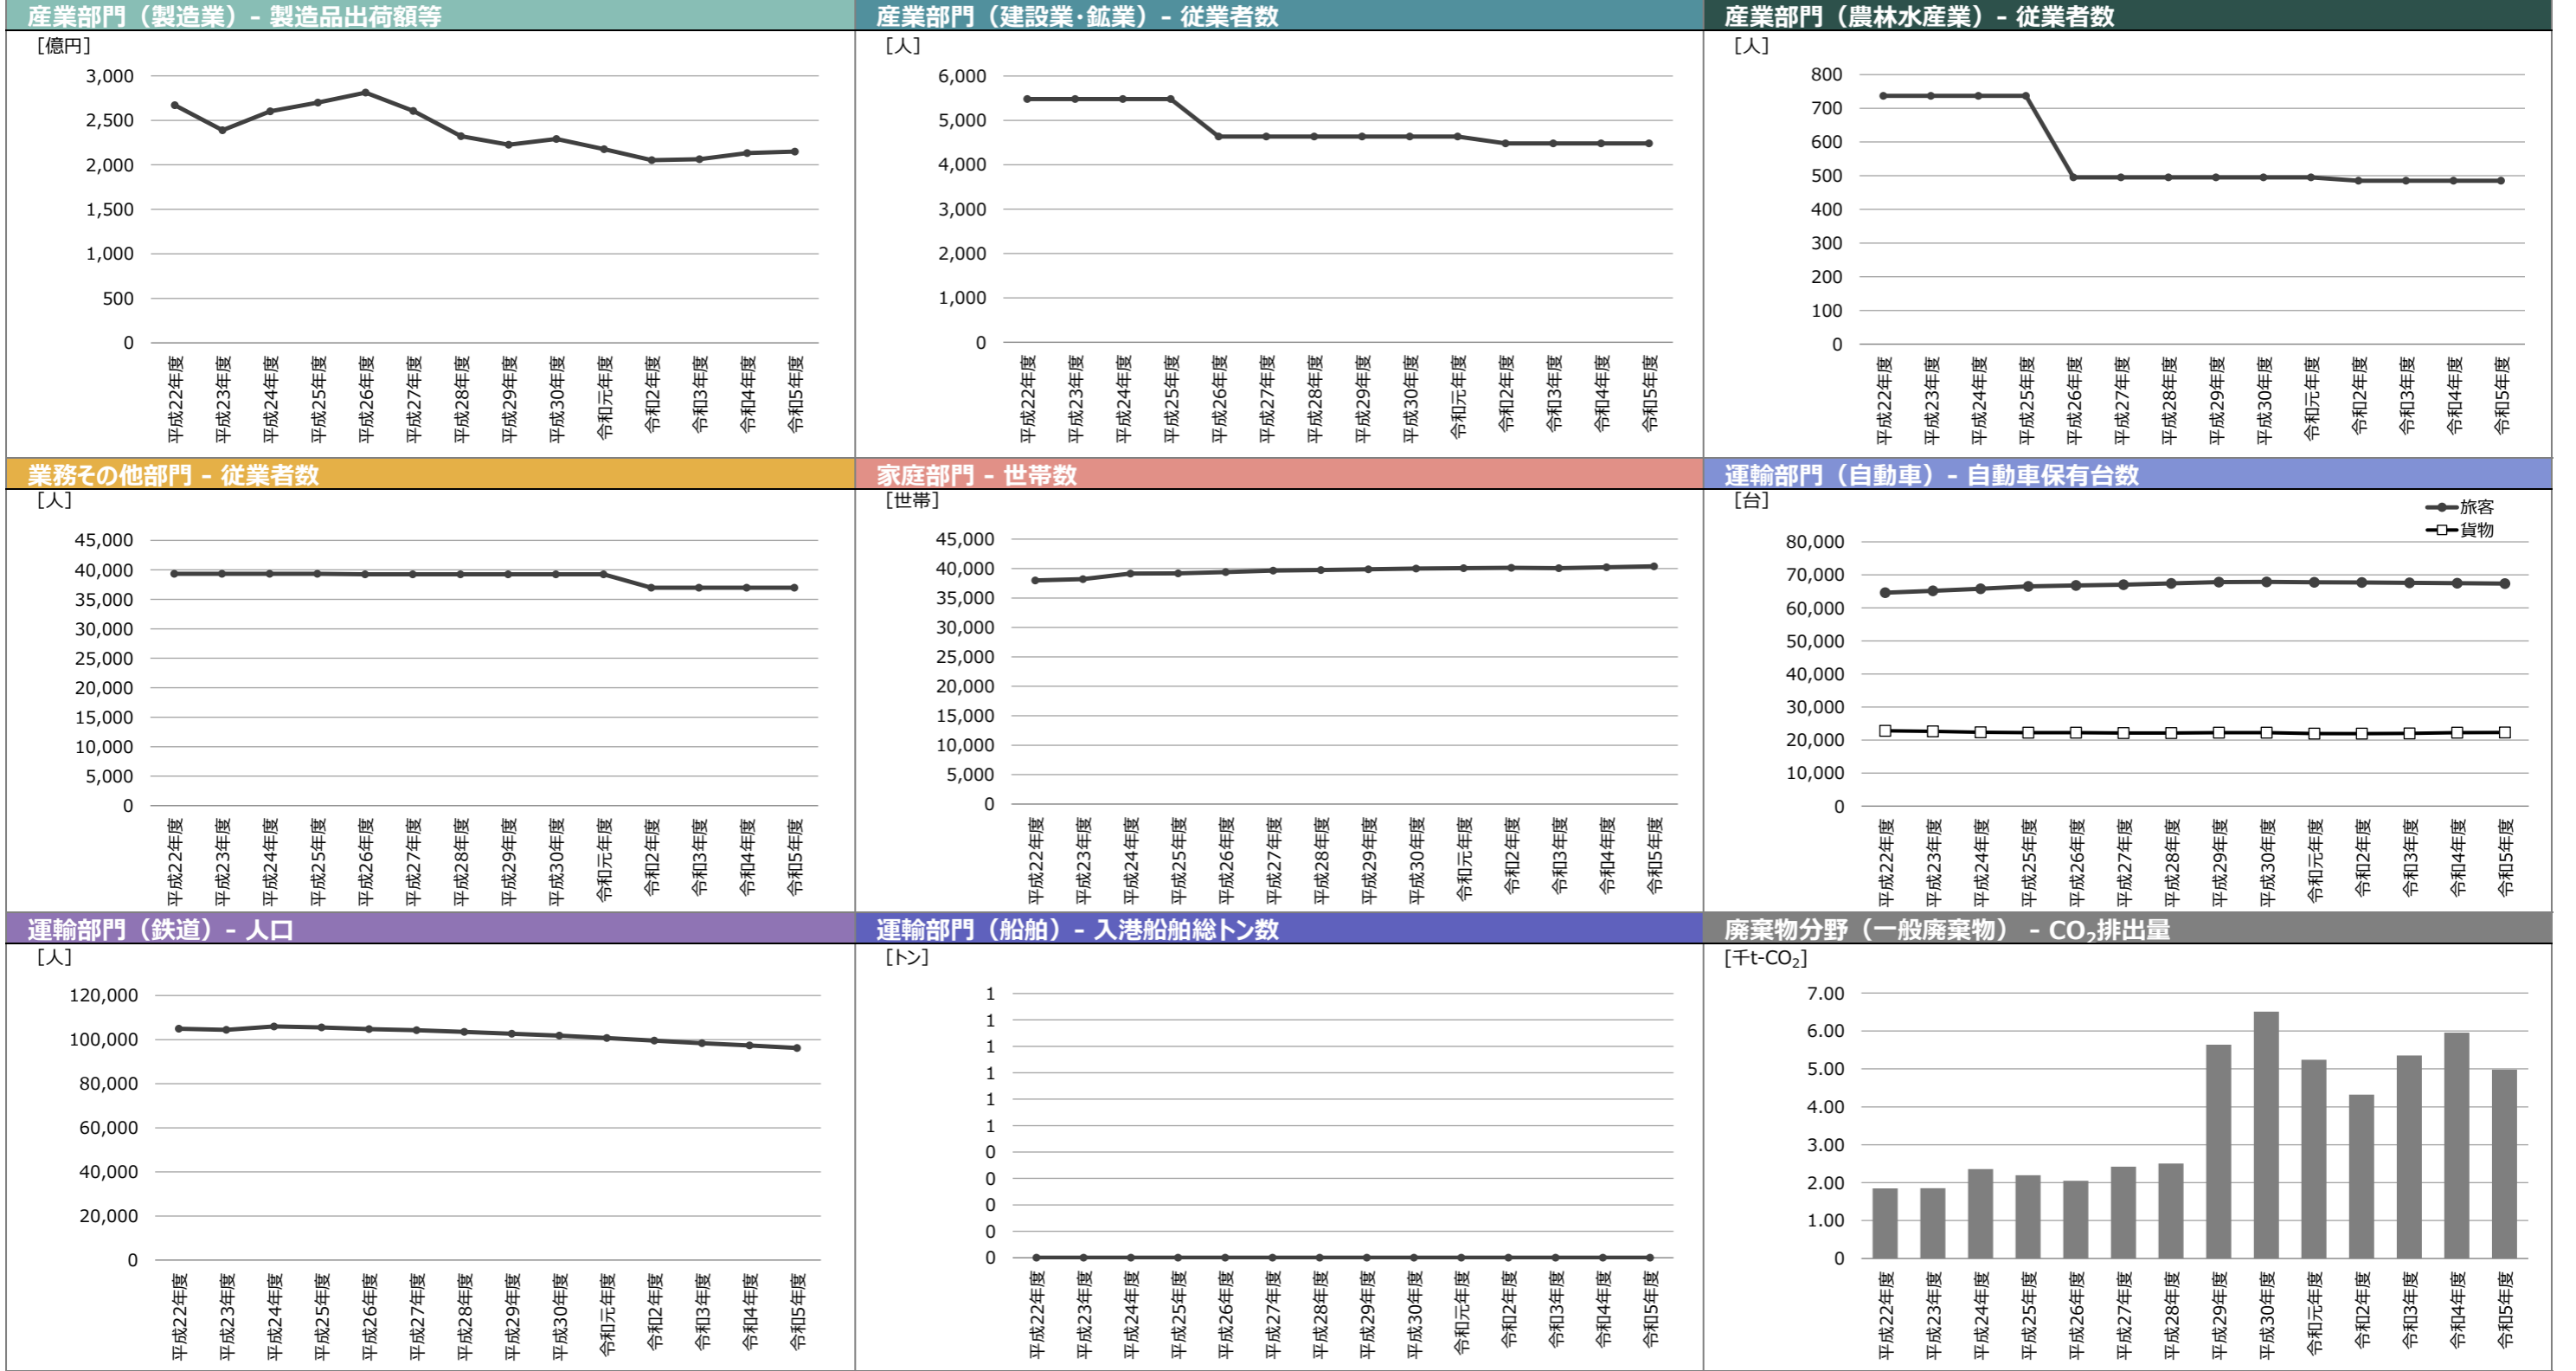 産業部門（製造業）- 製造品出荷額等
[億円]
3,000
2,500
2,000
1,500
1,000
500
0
平成22年度
平成23年度
平成24年度
平成25年度
平成26年度
平成27年度
平成28年度
平成29年度
平成30年度
令和元年度
令和2年度
令和3年度
令和4年度
令和5年度
産業部門（建設業･鉱業）- 従業者数
[人]
6,000
5,000
4,000
3,000
2,000
1,000
0
平成22年度
平成23年度
平成24年度
平成25年度
平成26年度
平成27年度
平成28年度
平成29年度
平成30年度
令和元年度
令和2年度
令和3年度
令和4年度
令和5年度
産業部門（農林水産業）- 従業者数
[人]
800
700
600
500
400
300
200
100
0
平成22年度
平成23年度
平成24年度
平成25年度
平成26年度
平成27年度
平成28年度
平成29年度
平成30年度
令和元年度
令和2年度
令和3年度
令和4年度
令和5年度
業務その他部門 - 従業者数
[人]
45,000
40,000
35,000
30,000
25,000
20,000
15,000
10,000
5,000
0
平成22年度
平成23年度
平成24年度
平成25年度
平成26年度
平成27年度
平成28年度
平成29年度
平成30年度
令和元年度
令和2年度
令和3年度
令和4年度
令和5年度
家庭部門 - 世帯数
[世帯]
45,000
40,000
35,000
30,000
25,000
20,000
15,000
10,000
5,000
0
平成22年度
平成23年度
平成24年度
平成25年度
平成26年度
平成27年度
平成28年度
平成29年度
平成30年度
令和元年度
令和2年度
令和3年度
令和4年度
令和5年度
運輸部門（自動車）- 自動車保有台数
[台]
旅客
貨物
80,000
70,000
60,000
50,000
40,000
30,000
20,000
10,000
0
平成22年度
平成23年度
平成24年度
平成25年度
平成26年度
平成27年度
平成28年度
平成29年度
平成30年度
令和元年度
令和2年度
令和3年度
令和4年度
令和5年度
運輸部門（鉄道）- 人口
[人]
120,000
100,000
80,000
60,000
40,000
20,000
0
平成22年度
平成23年度
平成24年度
平成25年度
平成26年度
平成27年度
平成28年度
平成29年度
平成30年度
令和元年度
令和2年度
令和3年度
令和4年度
令和5年度
運輸部門（船舶）- 入港船舶総トン数
[トン]
1
1
1
1
1
1
0
0
0
0
0
平成22年度
平成23年度
平成24年度
平成25年度
平成26年度
平成27年度
平成28年度
平成29年度
平成30年度
令和元年度
令和2年度
令和3年度
令和4年度
令和5年度
廃棄物分野（一般廃棄物） - CO₂排出量
[千t-CO₂]
7.00
6.00
5.00
4.00
3.00
2.00
1.00
0
平成22年度
平成23年度
平成24年度
平成25年度
平成26年度
平成27年度
平成28年度
平成29年度
平成30年度
令和元年度
令和2年度
令和3年度
令和4年度
令和5年度